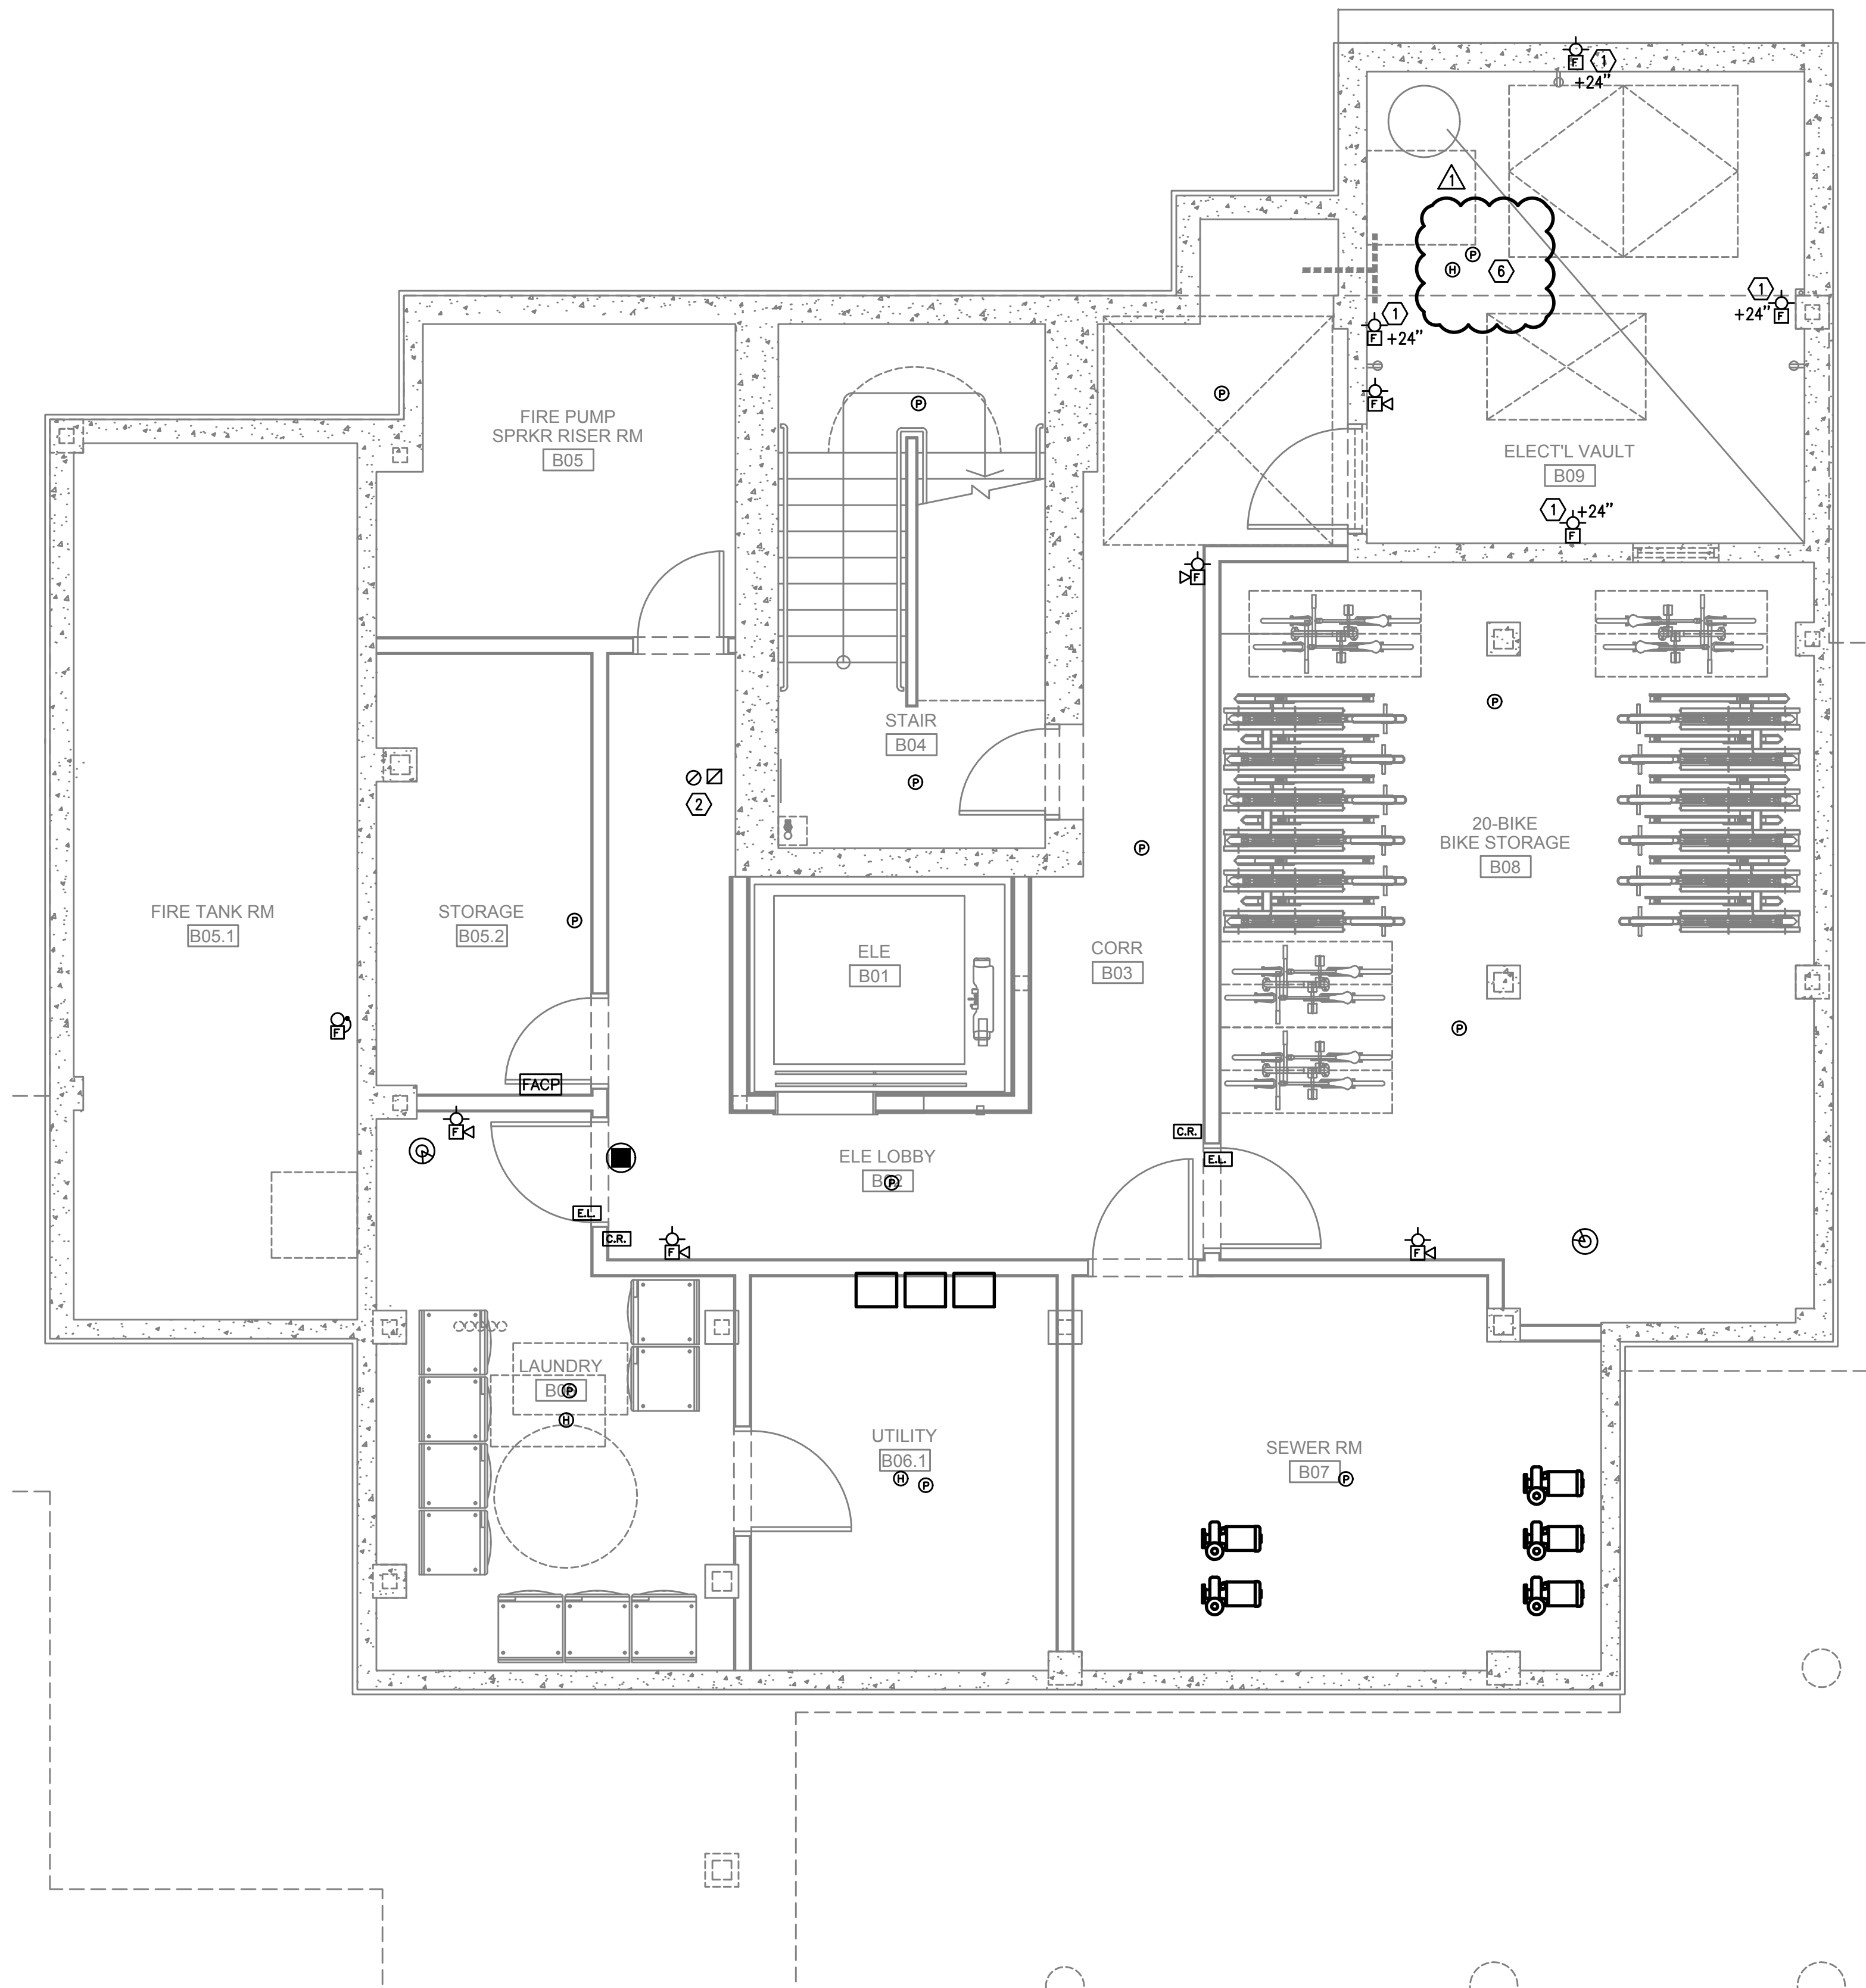 F
1
+24"
1
P
H
6
1
F
+24"
1
+24"
F
P
P
F
FIRE PUMP
SPRKR RISER RM
B05
ELECT'L VAULT
B09
1
+24"
F
F
P
STAIR
B04
P
2
20-BIKE
BIKE STORAGE
B08
P
FIRE TANK RM
B05.1
STORAGE
B05.2
P
ELE
B01
CORR
B03
F
P
FACP
F
C.R.
E.L.
ELE LOBBY
P
E.L.
C.R.
F
F
LAUNDRY
P
H
UTILITY
B06.1
H
P
SEWER RM
B07
P